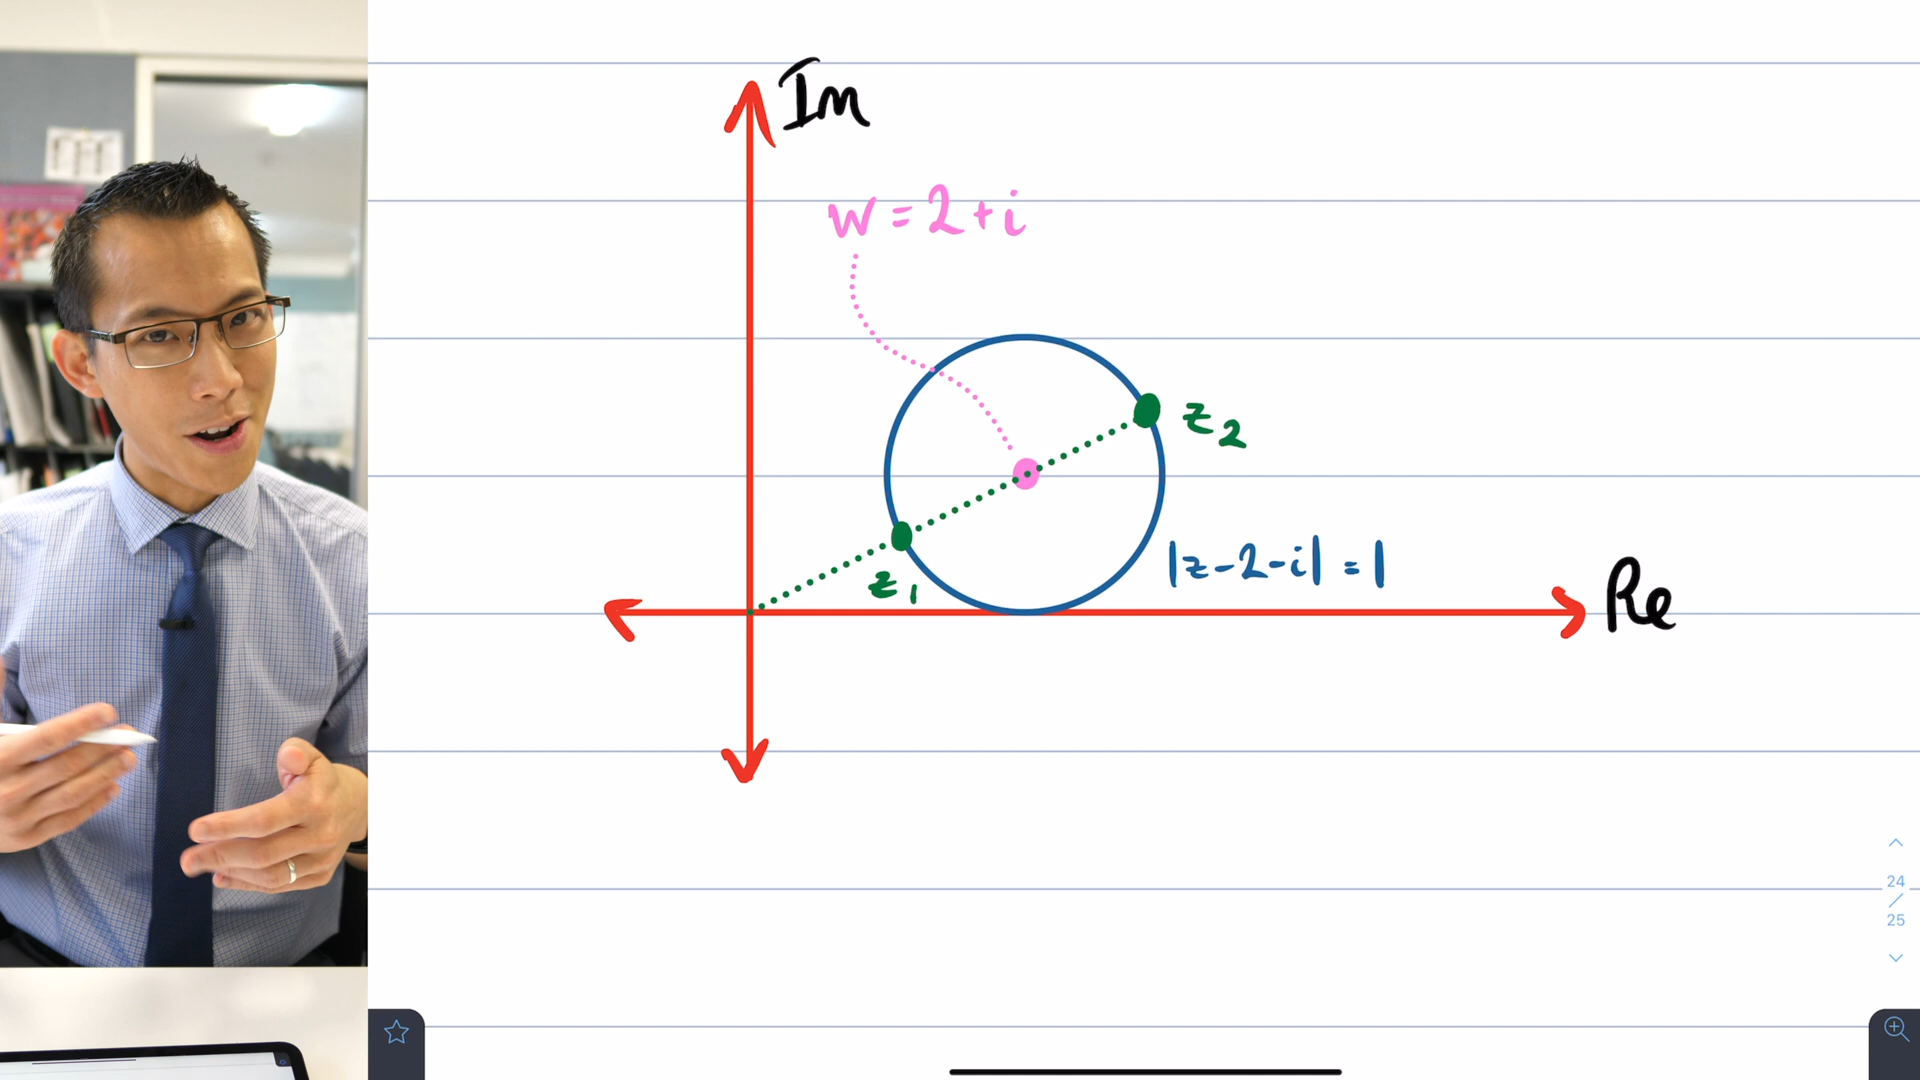 Im
w = 2 + i
z₂
z₁
|z - 2 - i| = 1
Re
24
/
25